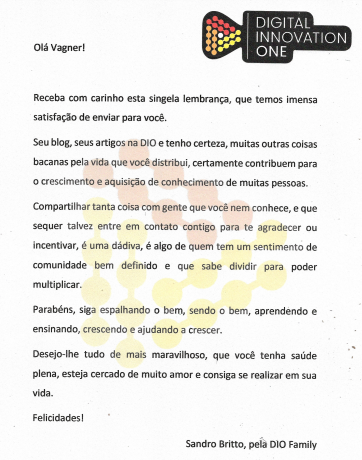 DIGITAL
INNOVATION
ONE
Olá Vagner!
Receba com carinho esta singela lembrança, que temos imensa
satisfação de enviar para você.
Seu blog, seus artigos na DIO e tenho certeza, muitas outras coisas
bacanas pela vida que você distribui, certamente contribuem para
o crescimento e aquisição de conhecimento de muitas pessoas.
Compartilhar tanta coisa com gente que você nem conhece, e que
sequer talvez entre em contato contigo para te agradecer ou
incentivar, é uma dádiva, é algo de quem tem um sentimento de
comunidade bem definido e que sabe dividir para poder
multiplicar.
Parabéns, siga espalhando o bem, sendo o bem, aprendendo e
ensinando, crescendo e ajudando a crescer.
Desejo-lhe tudo de mais maravilhoso, que você tenha saúde
plena, esteja cercado de muito amor e consiga se realizar em sua
vida.
Felicidades!
Sandro Britto, pela DIO Family